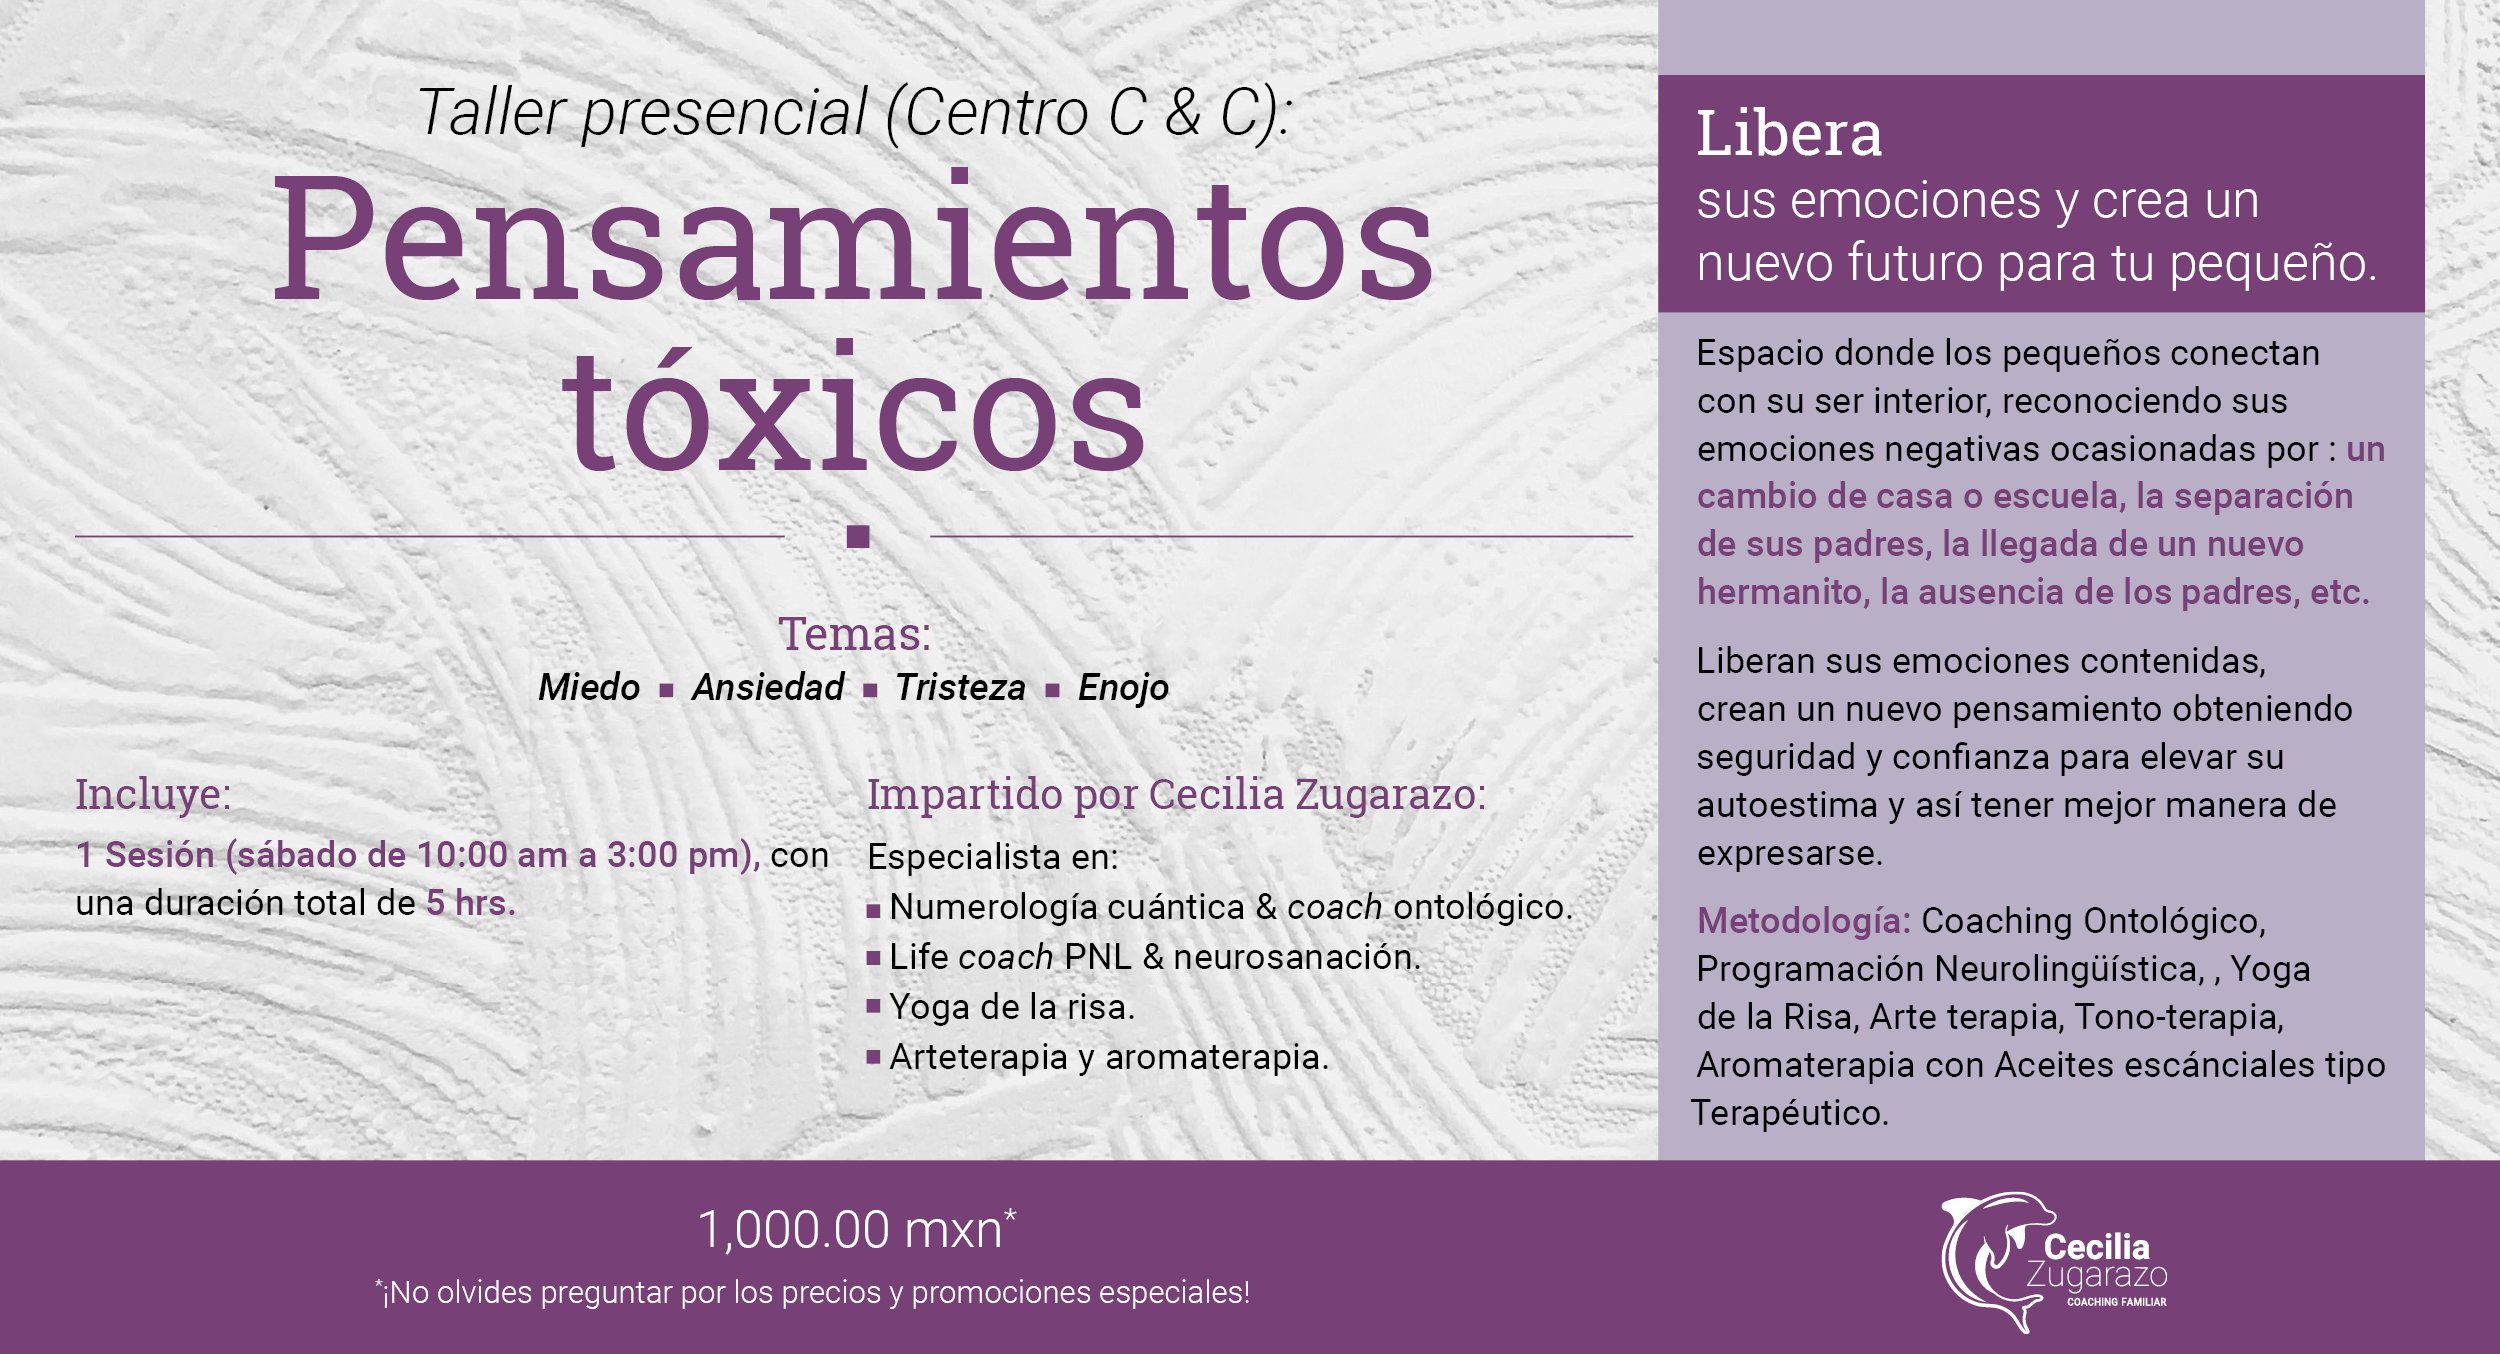 Taller presencial (Centro C & C):
Pensamientos
tóxicos
Temas:
Miedo ▪ Ansiedad ▪ Tristeza ▪ Enojo
Incluye:
1 Sesión (sábado de 10:00 am a 3:00 pm), con
una duración total de 5 hrs.
Impartido por Cecilia Zugarazo:
Especialista en:
▪ Numerología cuántica & coach ontológico.
▪ Life coach PNL & neurosanación.
▪ Yoga de la risa.
▪ Arteterapia y aromaterapia.
Libera
sus emociones y crea un
nuevo futuro para tu pequeño.
Espacio donde los pequeños conectan
con su ser interior, reconociendo sus
emociones negativas ocasionadas por : un
cambio de casa o escuela, la separación
de sus padres, la llegada de un nuevo
hermanito, la ausencia de los padres, etc.
Liberan sus emociones contenidas,
crean un nuevo pensamiento obteniendo
seguridad y confianza para elevar su
autoestima y así tener mejor manera de
expresarse.
Metodología: Coaching Ontológico,
Programación Neurolingüística, , Yoga
de la Risa, Arte terapia, Tono-terapia,
Aromaterapia con Aceites escánciales tipo
Terapéutico.
1,000.00 mxn*
*¡No olvides preguntar por los precios y promociones especiales!
Cecilia
Zugarazo
COACHING FAMILIAR